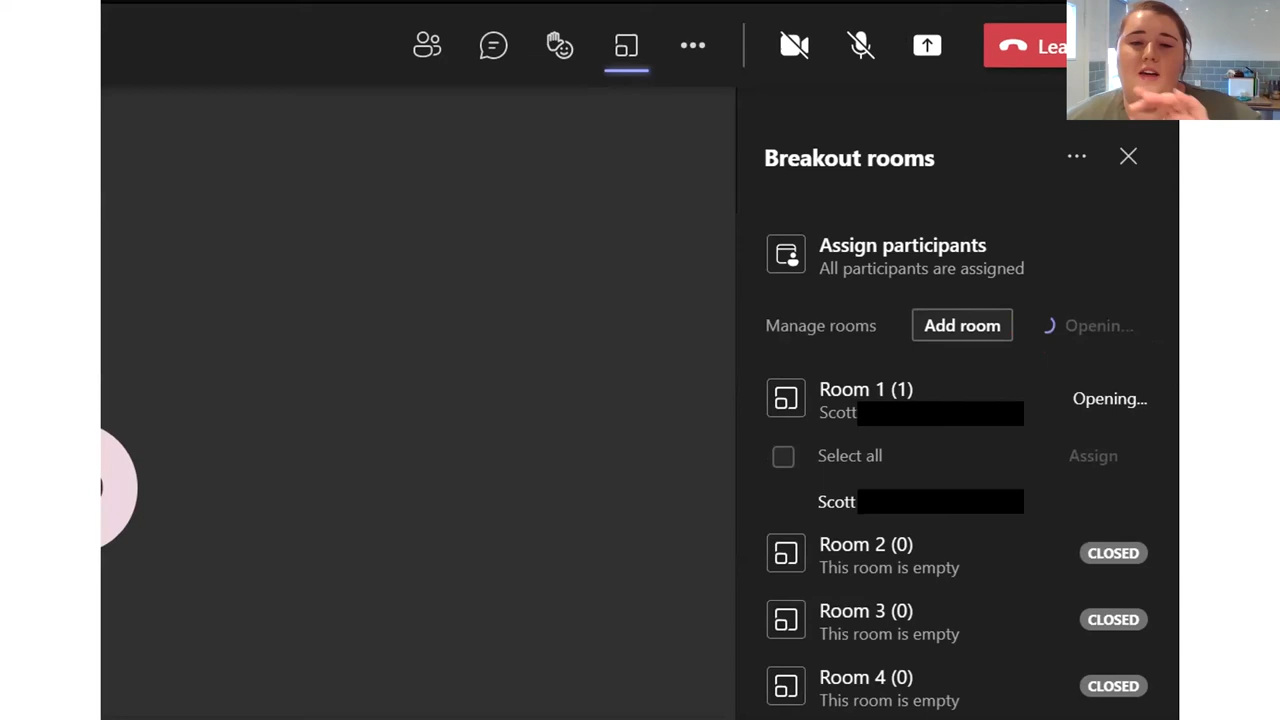 Lea
Breakout rooms
Assign participants
All participants are assigned
Manage rooms Add room Openin...
Room 1 (1)
Scott
Opening...
Select all Assign
Scott
Room 2 (0)
This room is empty
CLOSED
Room 3 (0)
This room is empty
CLOSED
Room 4 (0)
This room is empty
CLOSED